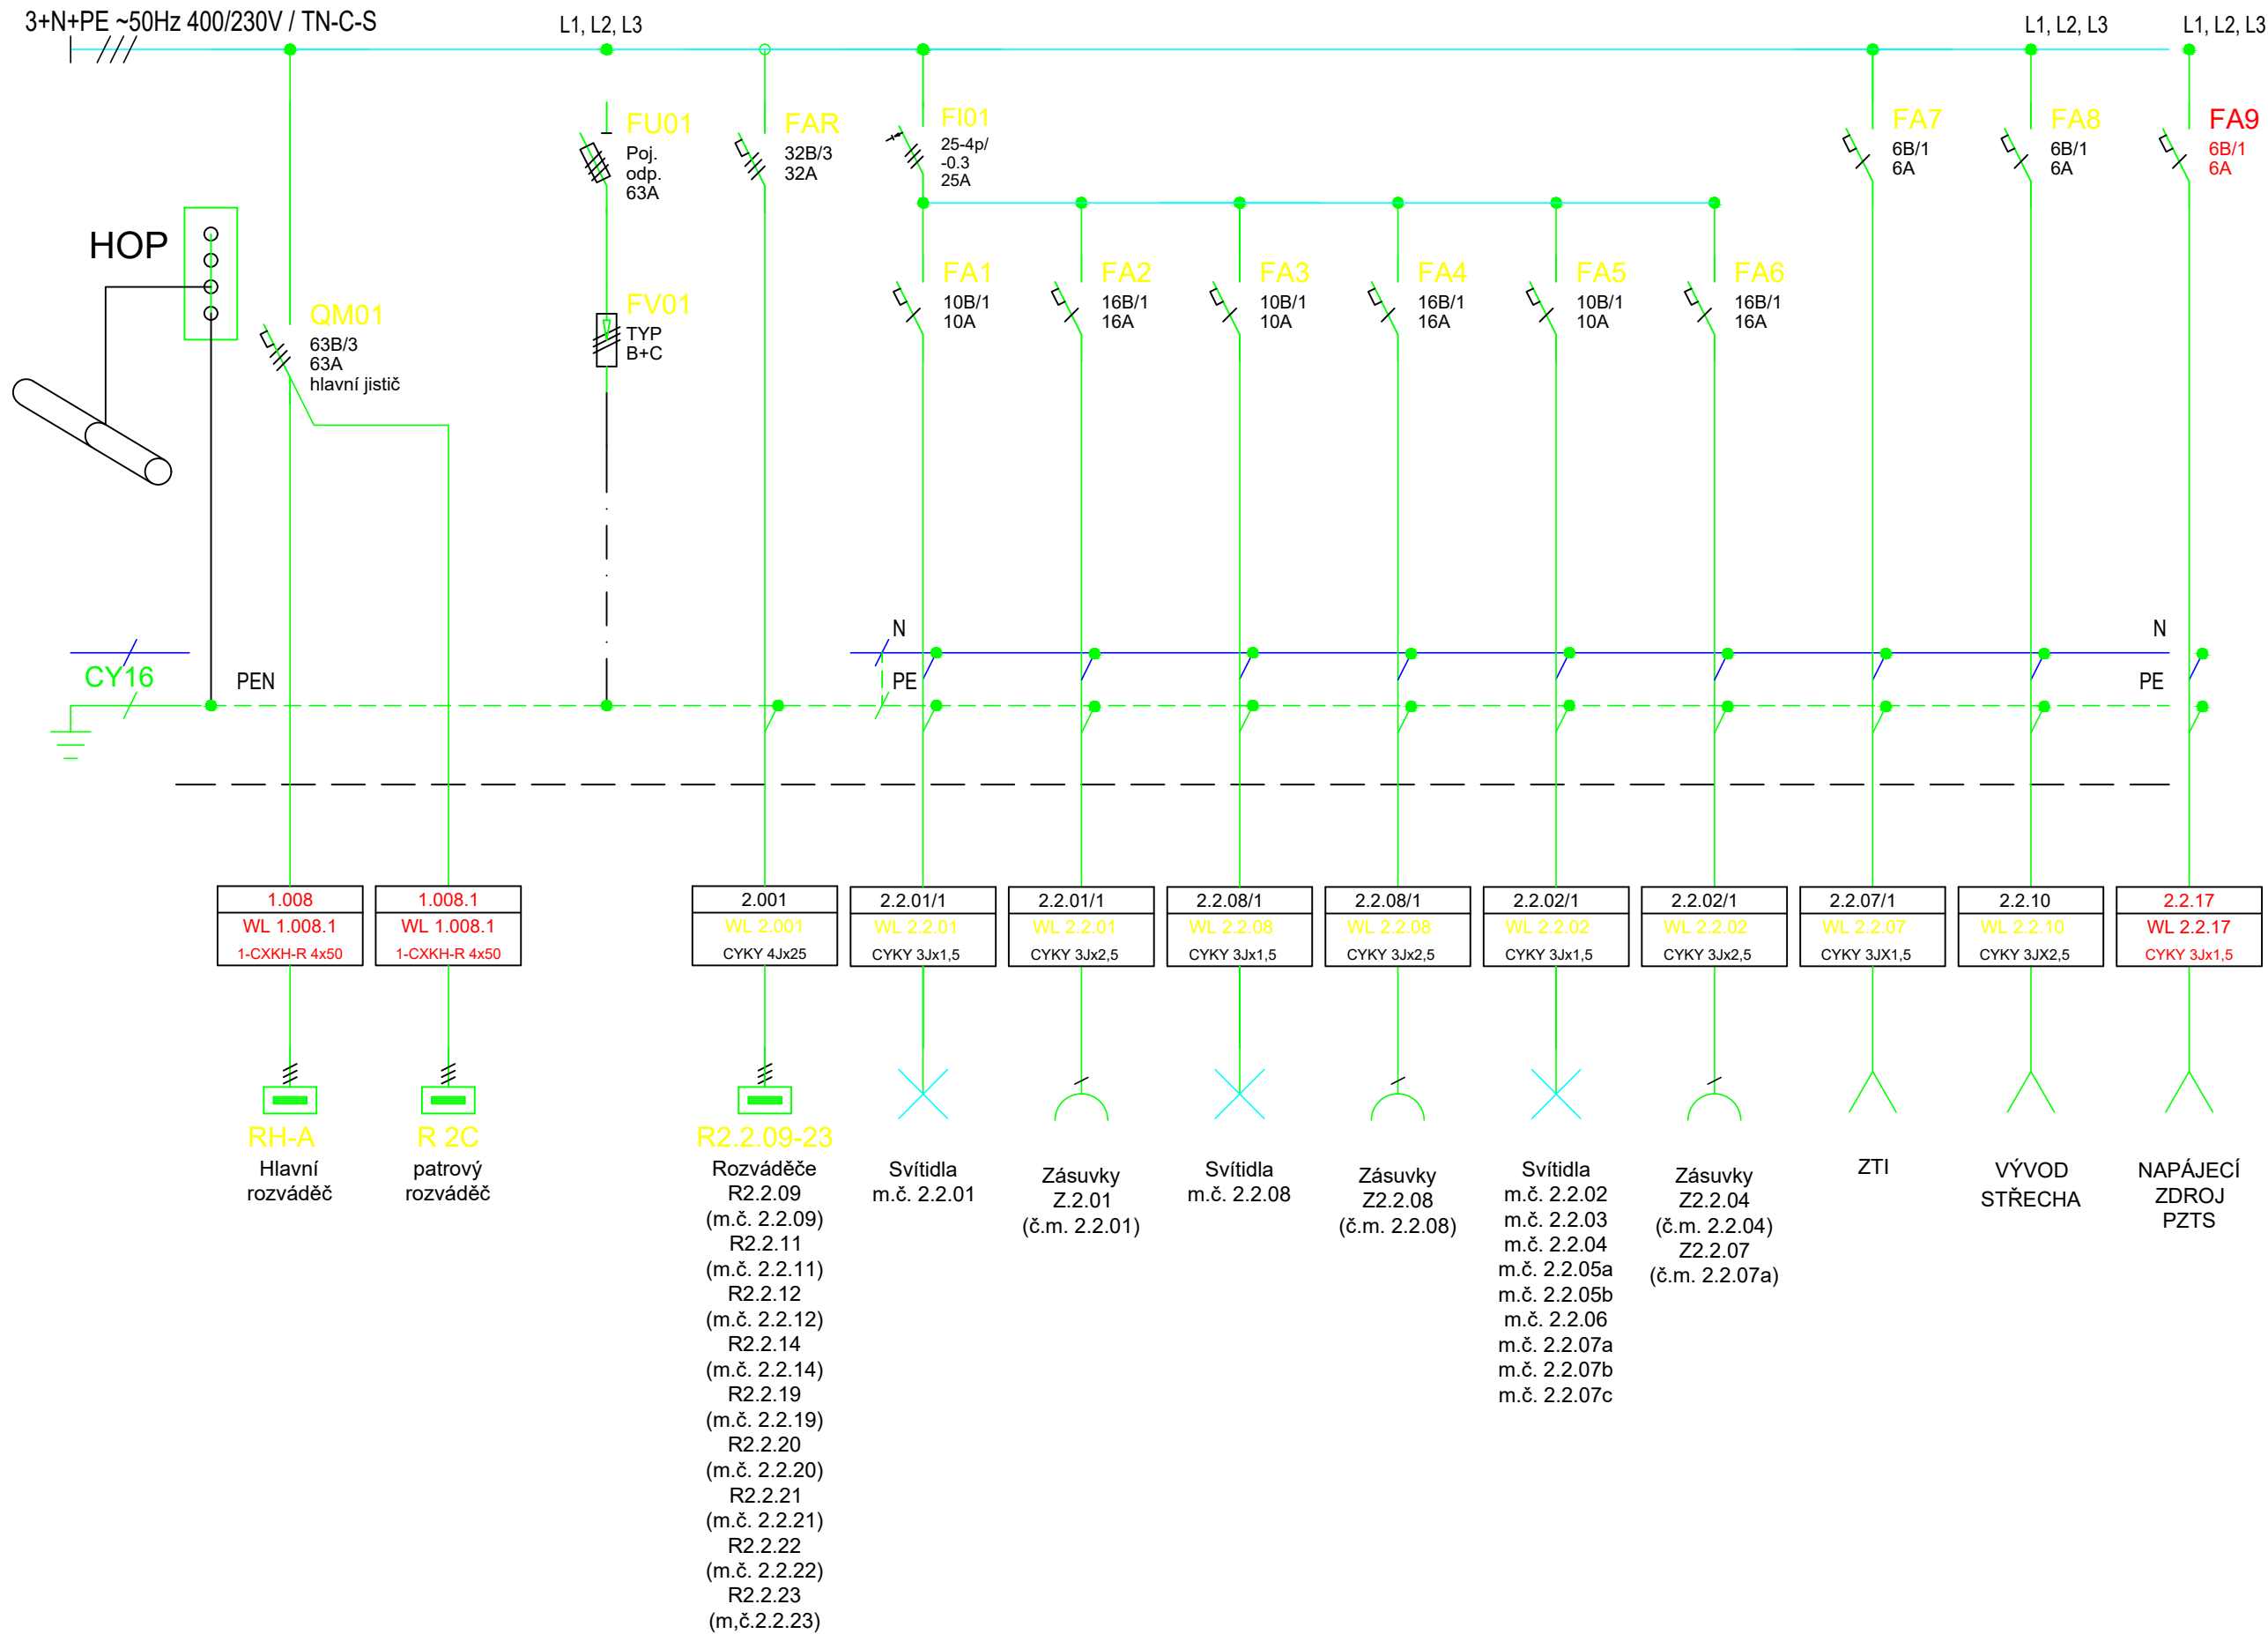 3+N+PE ~50Hz 400/230V / TN-C-S
L1, L2, L3
L1, L2, L3
L1, L2, L3
HOP
QM01
63B/3
63A
hlavní jistič
FU01
Poj.
odp.
63A
FV01
TYP
B+C
FAR
32B/3
32A
FI01
25-4p/
-0.3
25A
FA1
10B/1
10A
FA2
16B/1
16A
FA3
10B/1
10A
FA4
16B/1
16A
FA5
10B/1
10A
FA6
16B/1
16A
FA7
6B/1
6A
FA8
6B/1
6A
FA9
6B/1
6A
N
N
CY16
PEN
PE
PE
1.008
WL 1.008.1
1-CXKH-R 4x50
1.008.1
WL 1.008.1
1-CXKH-R 4x50
2.001
WL 2.001
CYKY 4Jx25
2.2.01/1
WL 2.2.01
CYKY 3Jx1,5
2.2.01/1
WL 2.2.01
CYKY 3Jx2,5
2.2.08/1
WL 2.2.08
CYKY 3Jx1,5
2.2.08/1
WL 2.2.08
CYKY 3Jx2,5
2.2.02/1
WL 2.2.02
CYKY 3Jx1,5
2.2.02/1
WL 2.2.02
CYKY 3Jx2,5
2.2.07/1
WL 2.2.07
CYKY 3JX1,5
2.2.10
WL 2.2.10
CYKY 3JX2,5
2.2.17
WL 2.2.17
CYKY 3Jx1,5
RH-A
Hlavní
rozváděč
R 2C
patrový
rozváděč
R2.2.09-23
Rozváděče
R2.2.09
(m.č. 2.2.09)
R2.2.11
(m.č. 2.2.11)
R2.2.12
(m.č. 2.2.12)
R2.2.14
(m.č. 2.2.14)
R2.2.19
(m.č. 2.2.19)
R2.2.20
(m.č. 2.2.20)
R2.2.21
(m.č. 2.2.21)
R2.2.22
(m.č. 2.2.22)
R2.2.23
(m,č.2.2.23)
Svítidla
m.č. 2.2.01
Zásuvky
Z.2.01
(č.m. 2.2.01)
Svítidla
m.č. 2.2.08
Zásuvky
Z2.2.08
(č.m. 2.2.08)
Svítidla
m.č. 2.2.02
m.č. 2.2.03
m.č. 2.2.04
m.č. 2.2.05a
m.č. 2.2.05b
m.č. 2.2.06
m.č. 2.2.07a
m.č. 2.2.07b
m.č. 2.2.07c
Zásuvky
Z2.2.04
(č.m. 2.2.04)
Z2.2.07
(č.m. 2.2.07a)
ZTI
VÝVOD
STŘECHA
NAPÁJECÍ
ZDROJ
PZTS